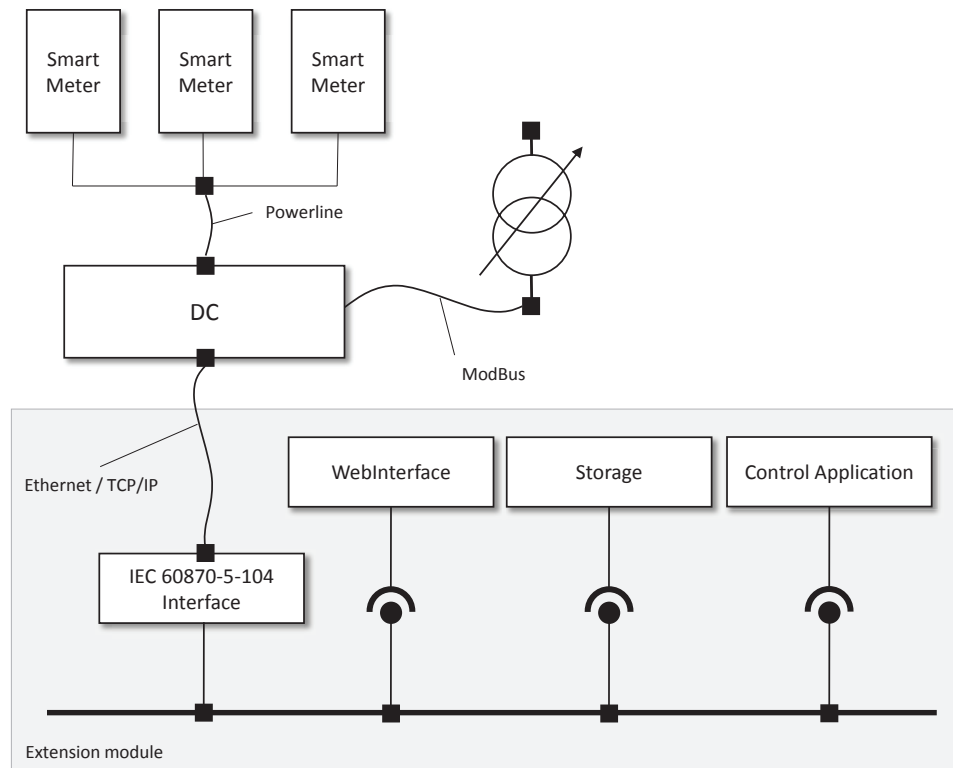 Smart
Meter
Smart
Meter
Smart
Meter
Powerline
DC
ModBus
Ethernet / TCP/IP
WebInterface
Storage
Control Application
IEC 60870-5-104
Interface
Extension module